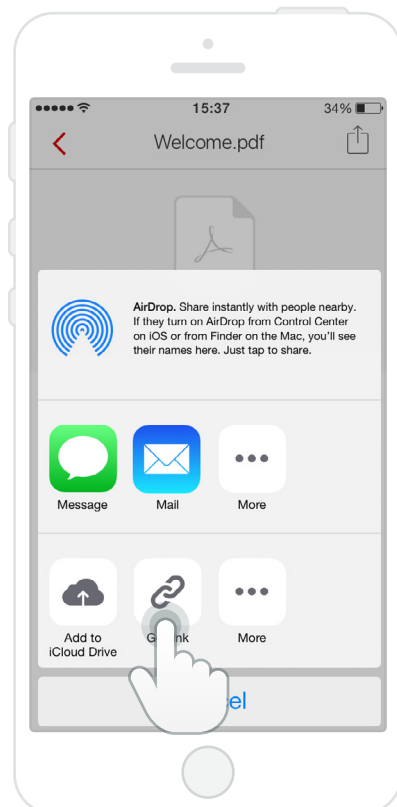 15:37
34%
Welcome.pdf
AirDrop. Share instantly with people nearby.
If they turn on AirDrop from Control Center
on iOS or from Finder on the Mac, you'll see
their names here. Just tap to share.
Message
Mail
More
Add to
iCloud Drive
More